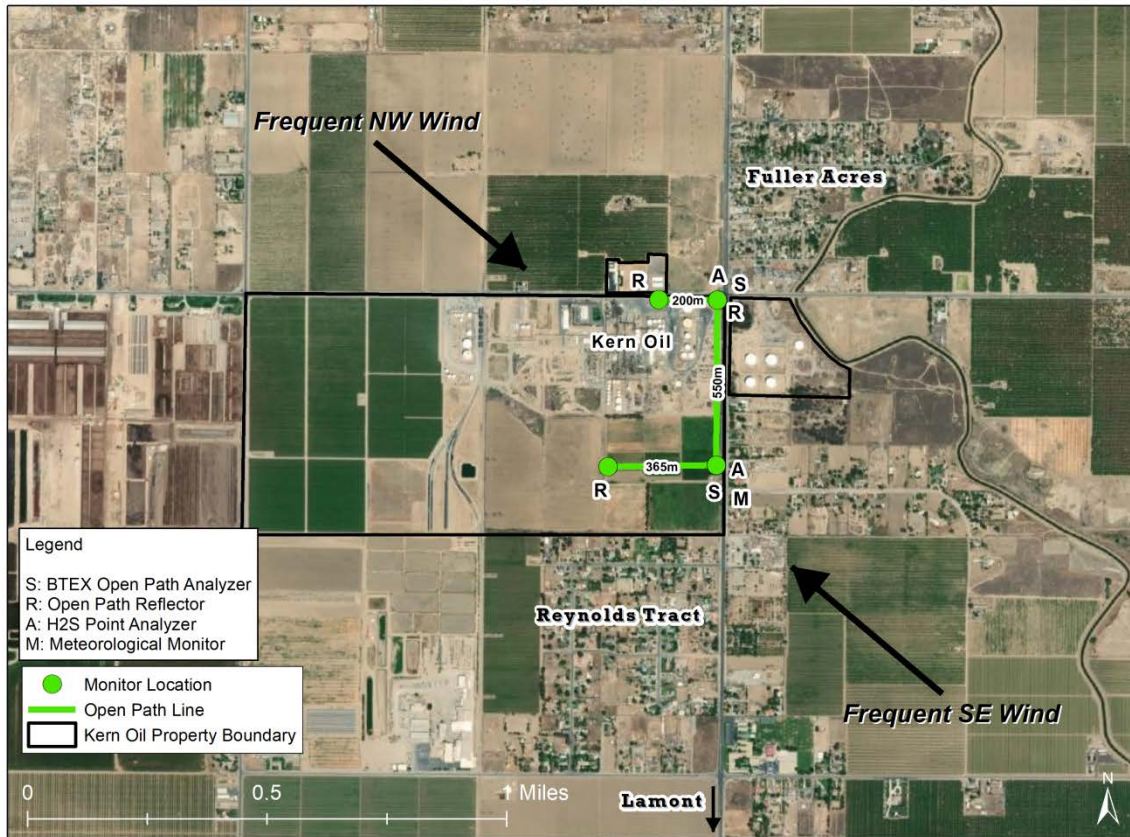 Frequent NW Wind
Fuller Acres
R
A
S
200m
R
Kern Oil
550m
365m
A
R
S
M
Legend
S: BTEX Open Path Analyzer
R: Open Path Reflector
A: H2S Point Analyzer
M: Meteorological Monitor
Reynolds Tract
Monitor Location
Open Path Line
Kern Oil Property Boundary
Frequent SE Wind
0
0.5
1 Miles
Lamont
N